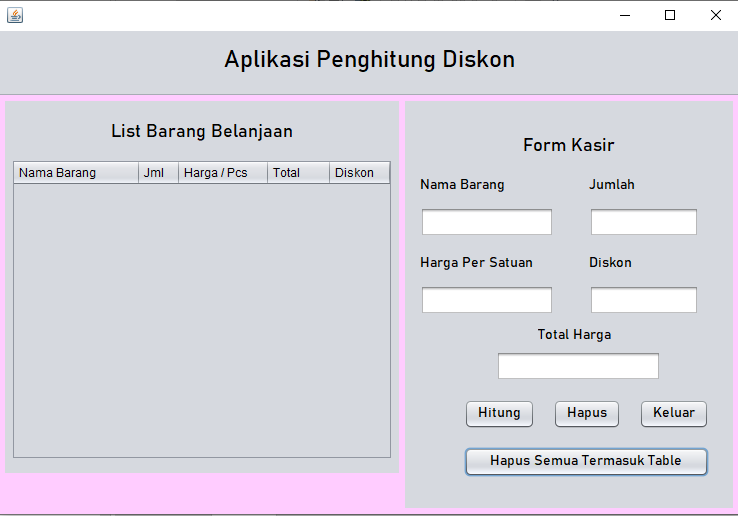 Aplikasi Penghitung Diskon
List Barang Belanjaan
Nama Barang Jml Harga / Pcs Total Diskon
Form Kasir
Nama Barang Jumlah
Harga Per Satuan Diskon
Total Harga
Hitung Hapus Keluar
Hapus Semua Termasuk Table